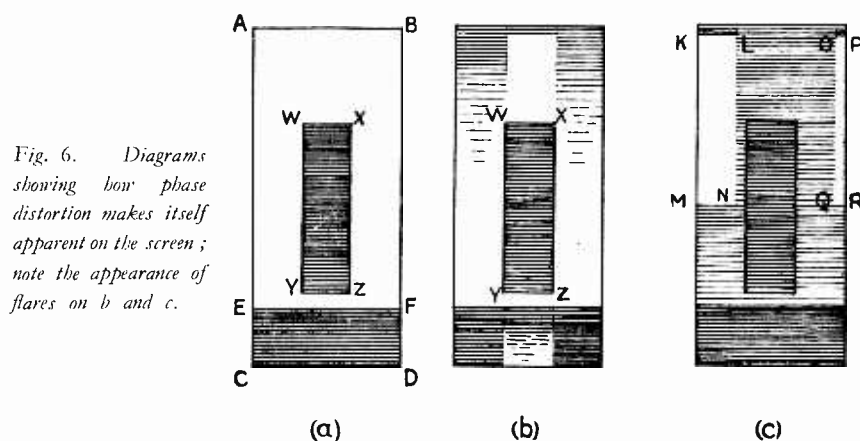 Fig. 6. Diagrams
showing how phase
distortion makes itself
apparent on the screen ;
note the appearance of
flares on b and c.
A B
W X
Y Z
E F
C D
(a)
W X
Y Z
(b)
K L O P
M N Q R
(c)